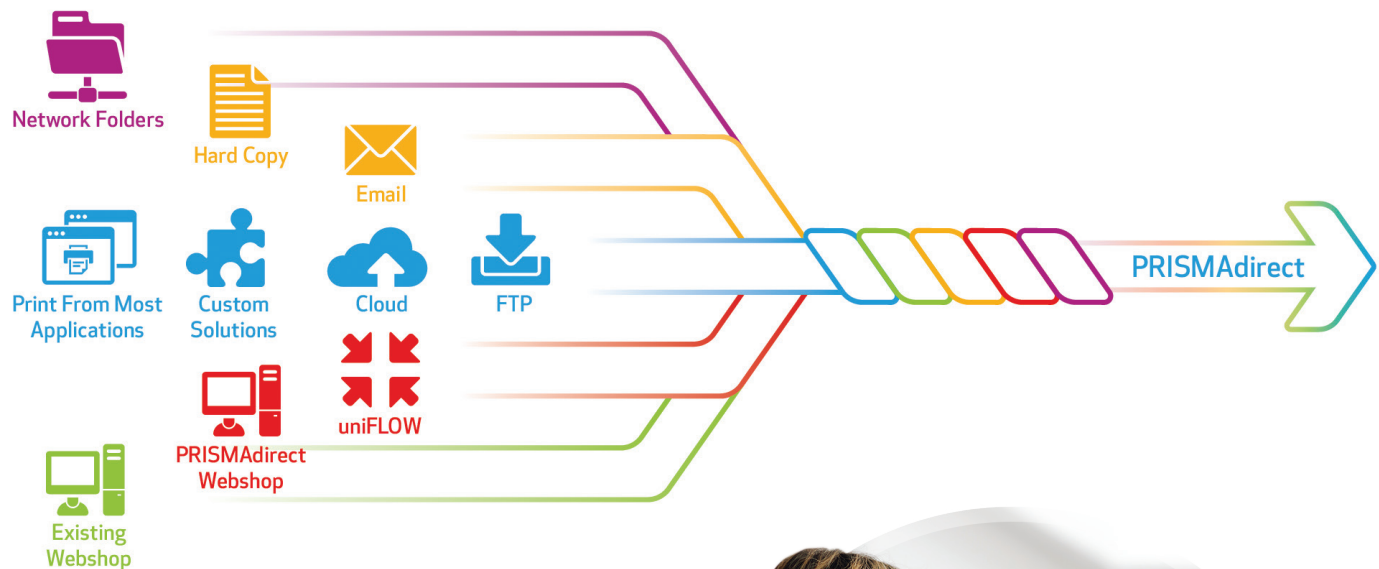 Network Folders
Hard Copy
Email
Print From Most
Applications
Custom
Solutions
Cloud
FTP
PRISMAdirect
uniFLOW
PRISMAdirect
Webshop
Existing
Webshop